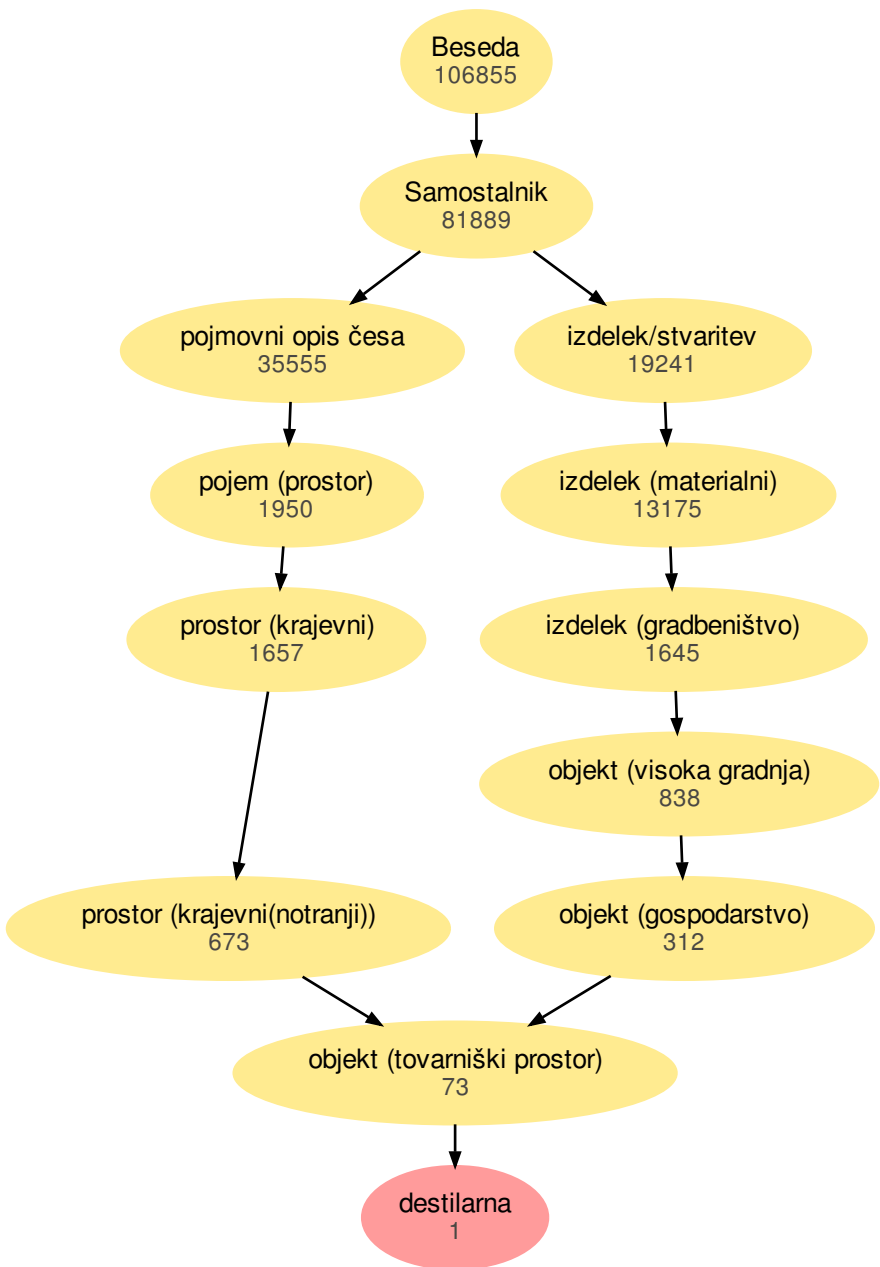 Beseda
106855
Samostalnik
81889
pojmovni opis česa
35555
izdelek/stvaritev
19241
pojem (prostor)
1950
izdelek (materialni)
13175
prostor (krajevni)
1657
izdelek (gradbeništvo)
1645
objekt (visoka gradnja)
838
prostor (krajevni(notranji))
673
objekt (gospodarstvo)
312
objekt (tovarniški prostor)
73
destilarna
1